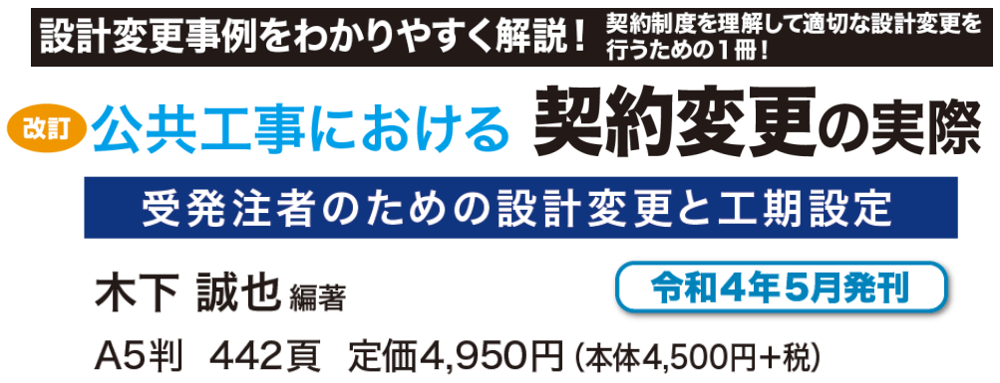 設計変更事例をわかりやすく解説！
契約制度を理解して適切な設計変更を
行うための1冊！
改訂 公共工事における 契約変更の実際
受発注者のための設計変更と工期設定
木下 誠也 編著
令和4年5月発刊
A5判 442頁 定価4,950円（本体4,500円＋税）